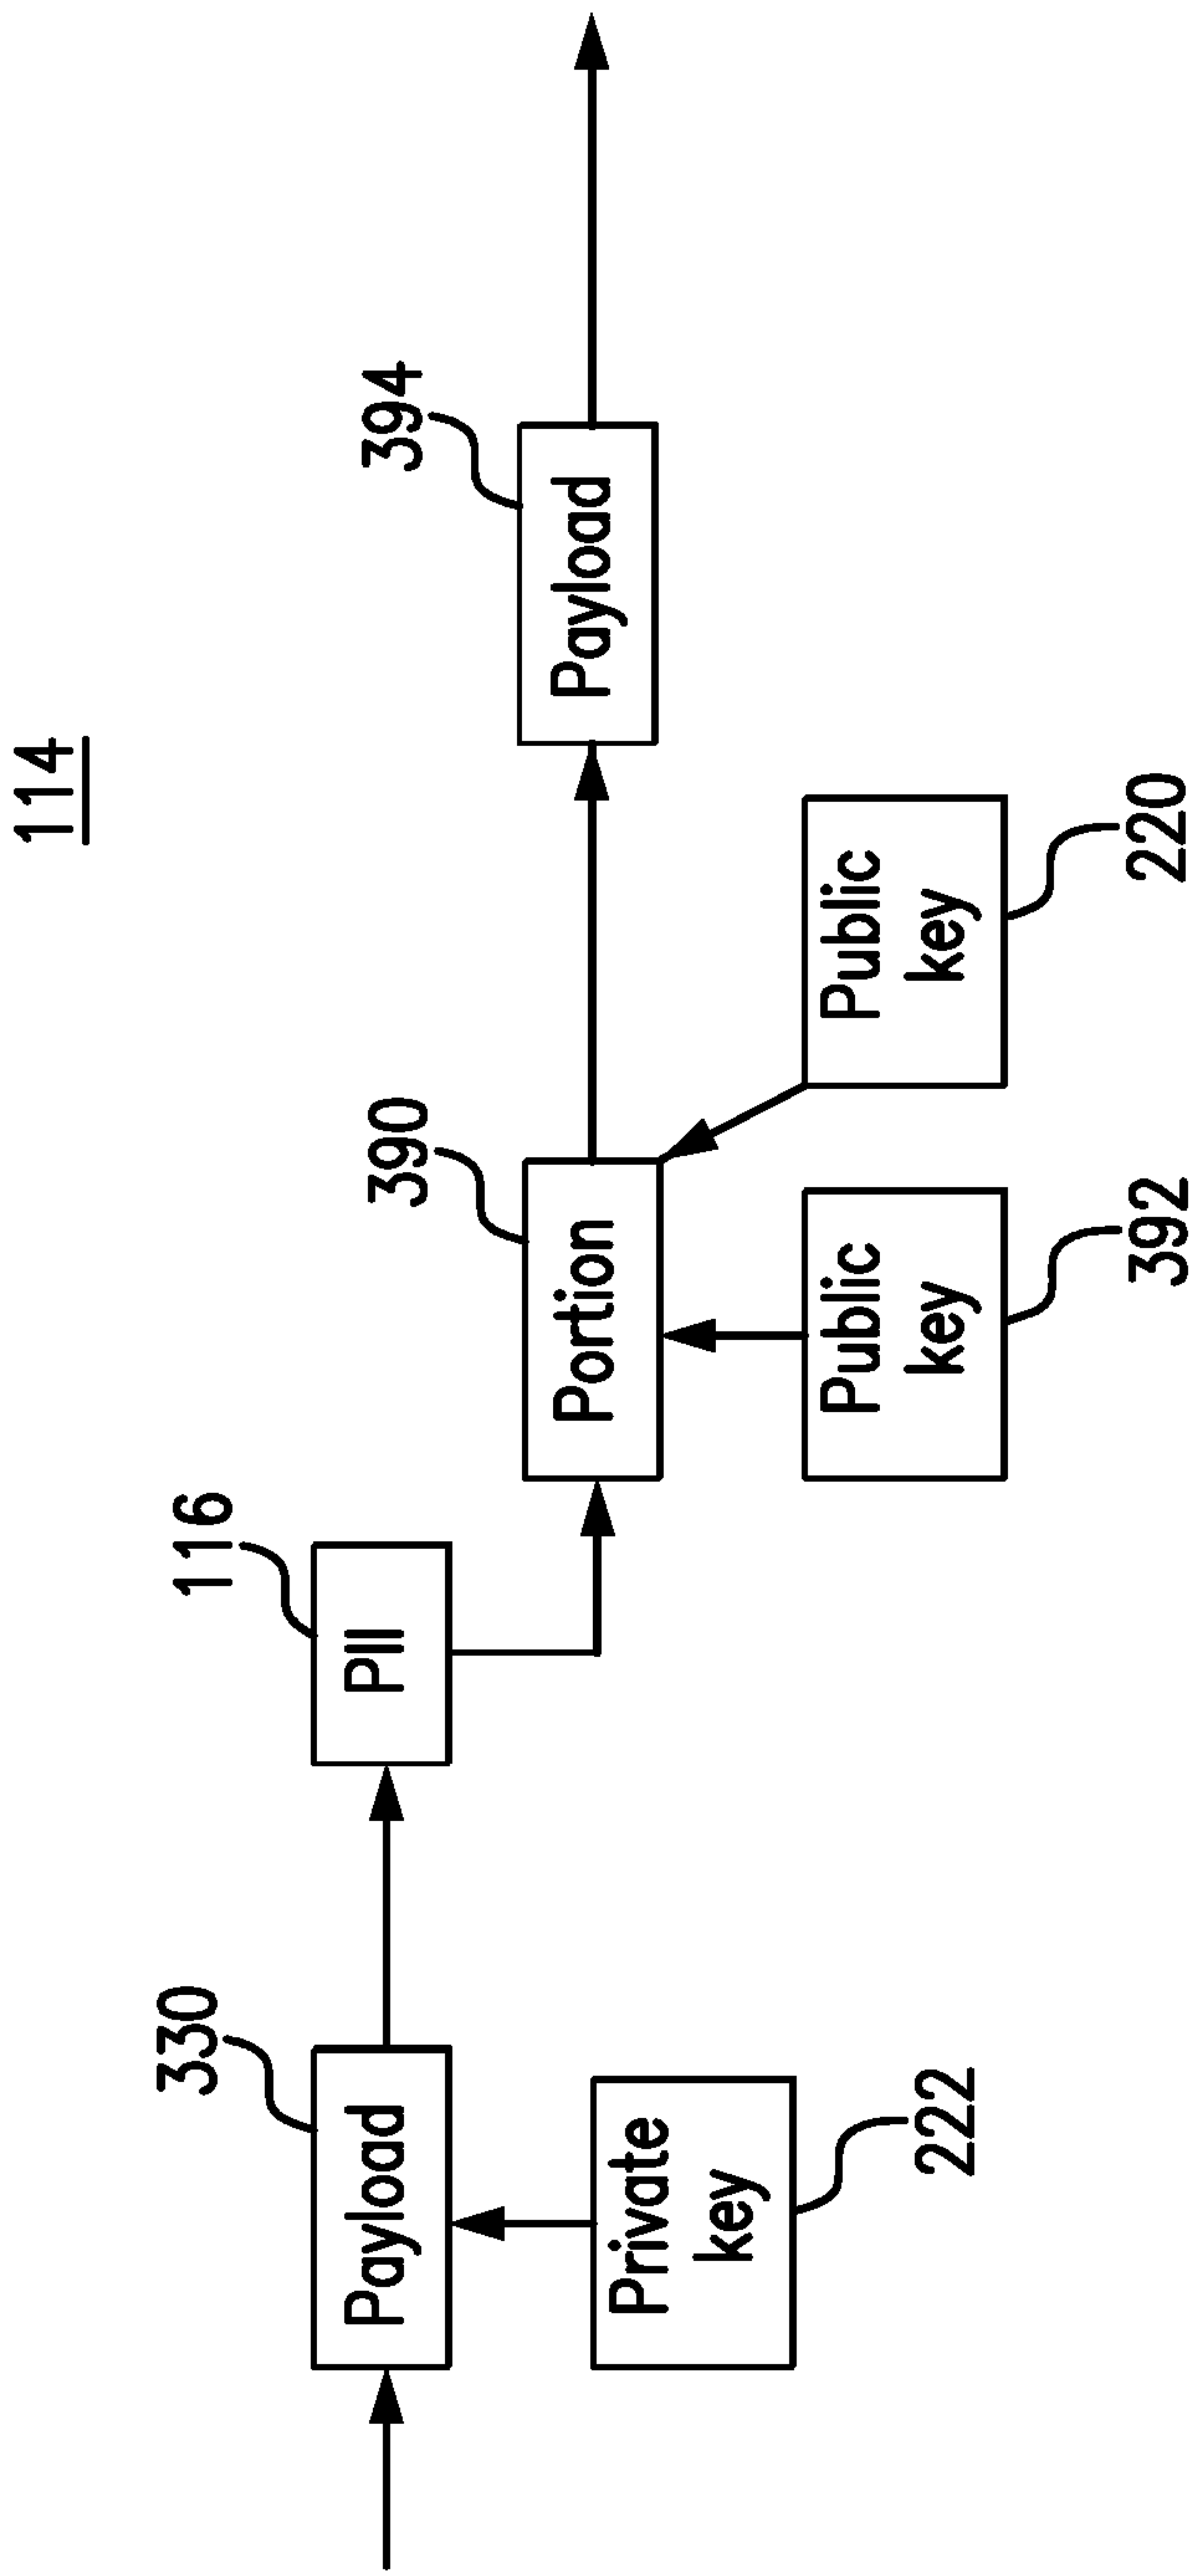 114
330
Payload
Private
key
222
116
PII
390
Portion
Public
key
392
Public
key
220
394
Payload